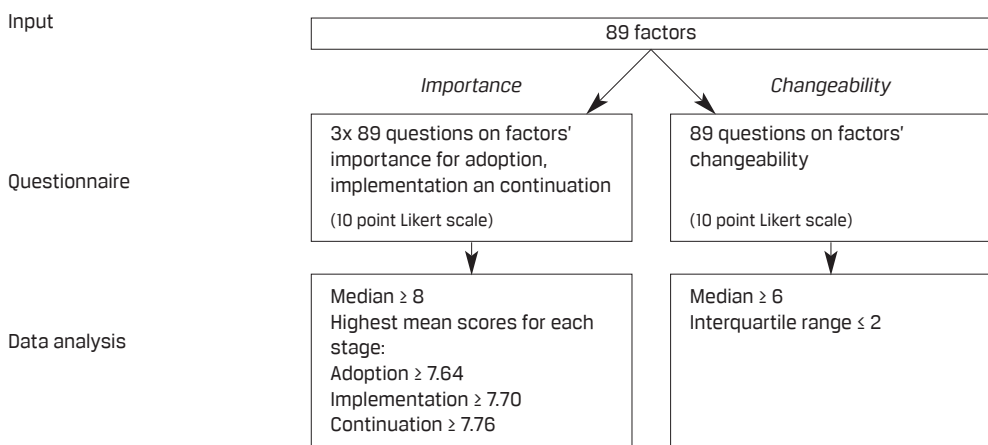 Input
89 factors
Importance
Changeability
Questionnaire
3x 89 questions on factors'
importance for adoption,
implementation an continuation
(10 point Likert scale)
89 questions on factors'
changeability
(10 point Likert scale)
Data analysis
Median ≥ 8
Highest mean scores for each
stage:
Adoption ≥ 7.64
Implementation ≥ 7.70
Continuation ≥ 7.76
Median ≥ 6
Interquartile range ≤ 2